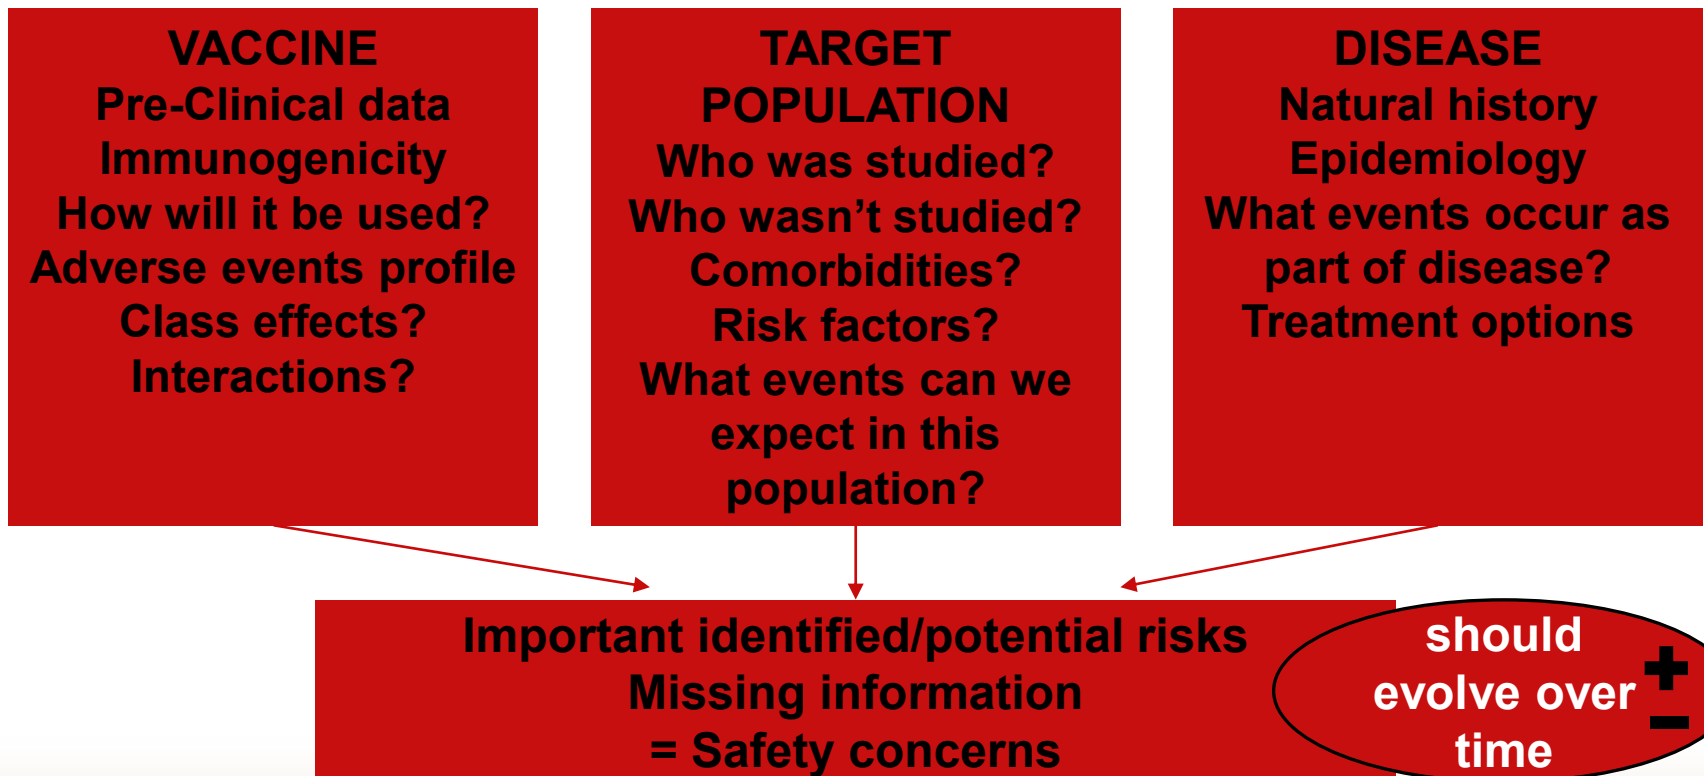 VACCINE
Pre-Clinical data
Immunogenicity
How will it be used?
Adverse events profile
Class effects?
Interactions?
TARGET
POPULATION
Who was studied?
Who wasn’t studied?
Comorbidities?
Risk factors?
What events can we
expect in this
population?
DISEASE
Natural history
Epidemiology
What events occur as
part of disease?
Treatment options
Important identified/potential risks
Missing information
= Safety concerns
should
evolve over
time
+
−